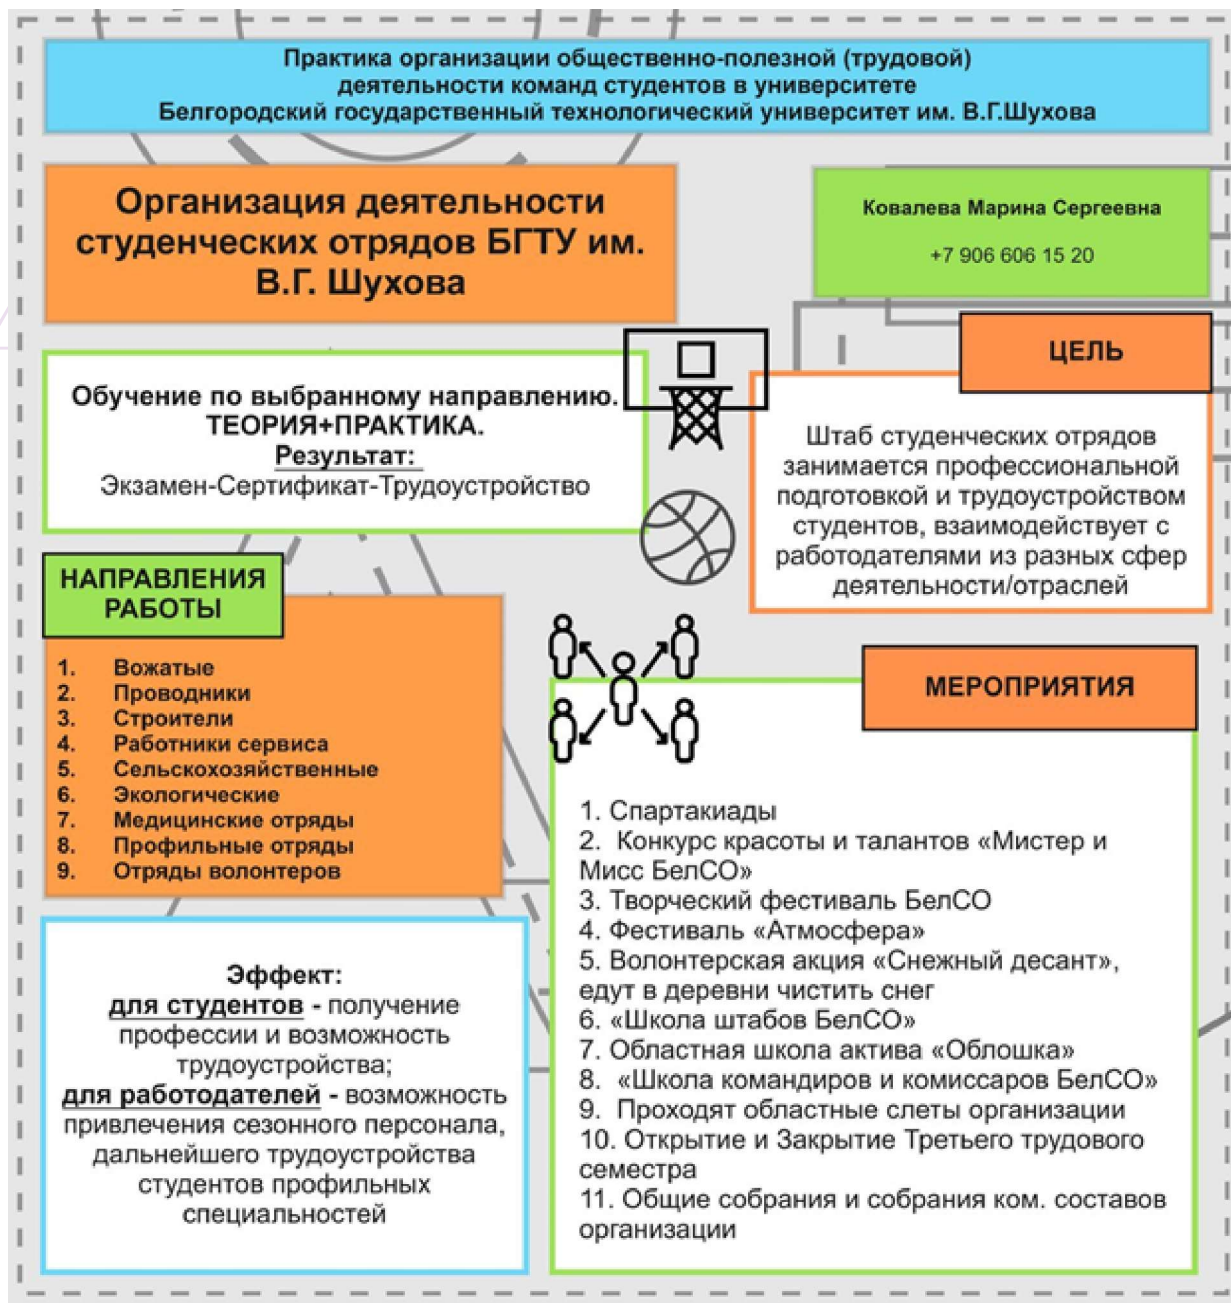 Практика организации общественно-полезной (трудовой)
деятельности команд студентов в университете
Белгородский государственный технологический университет им. В.Г.Шухова
Организация деятельности
студенческих отрядов БГТУ им.
В.Г. Шухова
Ковалева Марина Сергеевна
+7 906 606 15 20
Обучение по выбранному направлению.
ТЕОРИЯ+ПРАКТИКА.
Результат:
Экзамен-Сертификат-Трудоустройство
ЦЕЛЬ
Штаб студенческих отрядов
занимается профессиональной
подготовкой и трудоустройством
студентов, взаимодействует с
работодателями из разных сфер
деятельности/отраслей
НАПРАВЛЕНИЯ
РАБОТЫ
1. Вожатые
2. Проводники
3. Строители
4. Работники сервиса
5. Сельскохозяйственные
6. Экологические
7. Медицинские отряды
8. Профильные отряды
9. Отряды волонтеров
МЕРОПРИЯТИЯ
1. Спартакиады
2. Конкурс красоты и талантов «Мистер и
Мисс БелСО»
3. Творческий фестиваль БелСО
4. Фестиваль «Атмосфера»
5. Волонтерская акция «Снежный десант»,
едут в деревни чистить снег
6. «Школа штабов БелСО»
7. Областная школа актива «Облошка»
8. «Школа командиров и комиссаров БелСО»
9. Проходят областные слеты организации
10. Открытие и Закрытие Третьего трудового
семестра
11. Общие собрания и собрания ком. составов
организации
Эффект:
для студентов - получение
профессии и возможность
трудоустройства;
для работодателей - возможность
привлечения сезонного персонала,
дальнейшего трудоустройства
студентов профильных
специальностей